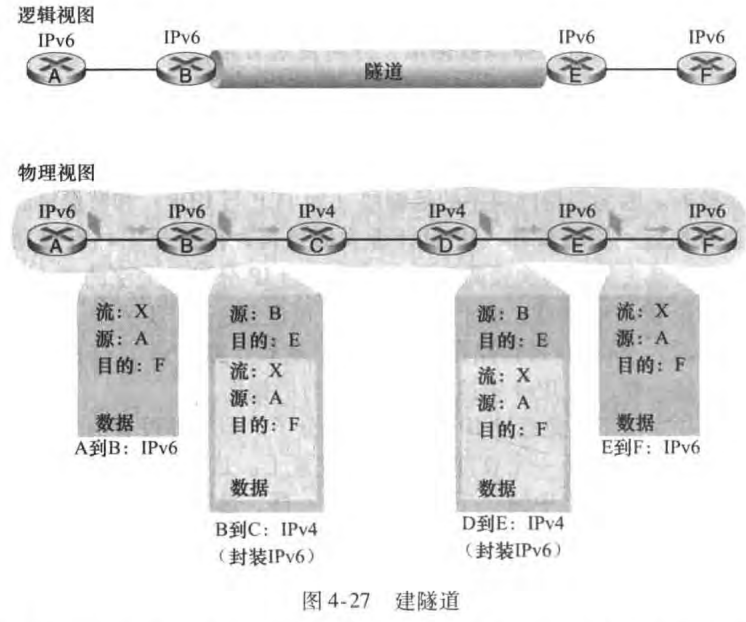 逻辑视图
IPv6 IPv6 IPv6 IPv6
A B 隧道 E F
物理视图
IPv6 IPv6 IPv4 IPv4 IPv6 IPv6
A B C D E F
流：X
源：A
目的：F
数据
A到B：IPv6
源：B
目的：E
流：X
源：A
目的：F
数据
B到C：IPv4
（封装IPv6）
源：B
目的：E
流：X
源：A
目的：F
数据
D到E：IPv4
（封装IPv6）
流：X
源：A
目的：F
数据
E到F：IPv6
图 4-27 建隧道